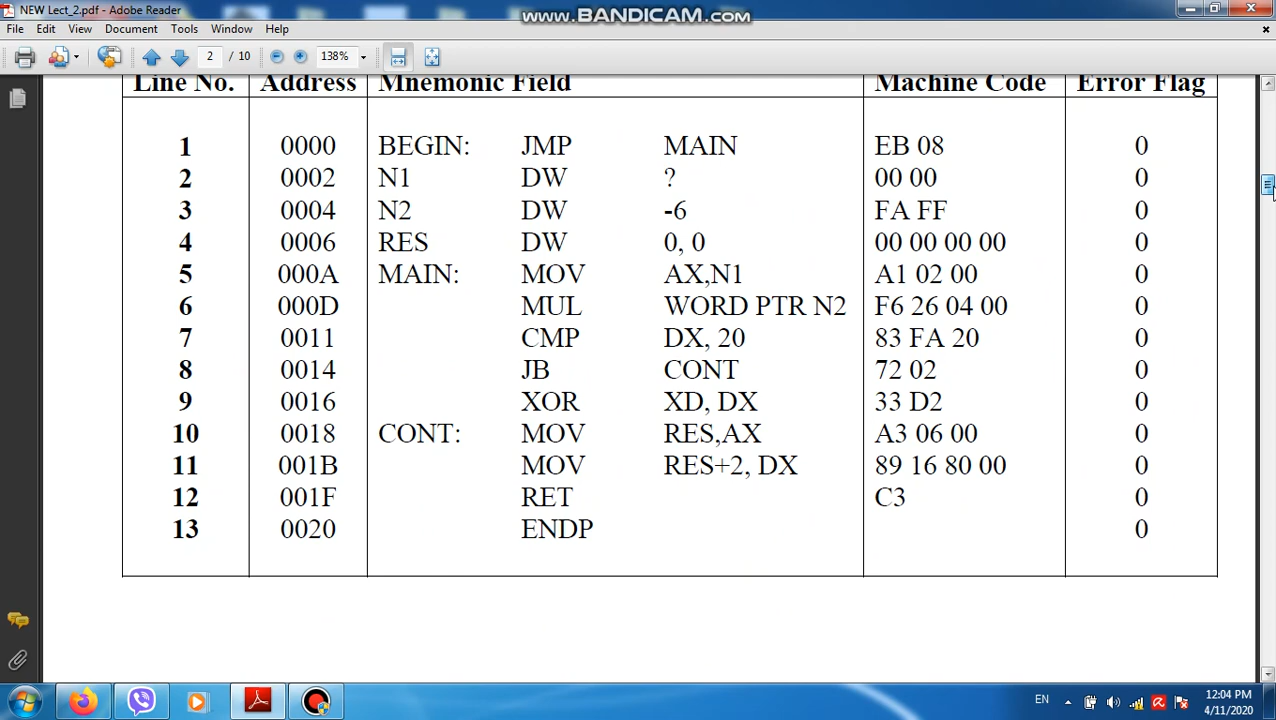 NEW Lect_2.pdf - Adobe Reader
www.BANDICAM.com
File Edit View Document Tools Window Help
2 / 10 138%
Line No. Address Mnemonic Field Machine Code Error Flag
1 0000 BEGIN: JMP MAIN EB 08 0
2 0002 N1 DW ? 00 00 0
3 0004 N2 DW -6 FA FF 0
4 0006 RES DW 0, 0 00 00 00 00 0
5 000A MAIN: MOV AX,N1 A1 02 00 0
6 000D MUL WORD PTR N2 F6 26 04 00 0
7 0011 CMP DX, 20 83 FA 20 0
8 0014 JB CONT 72 02 0
9 0016 XOR XD, DX 33 D2 0
10 0018 CONT: MOV RES,AX A3 06 00 0
11 001B MOV RES+2, DX 89 16 80 00 0
12 001F RET C3 0
13 0020 ENDP 0
EN 12:04 PM
4/11/2020